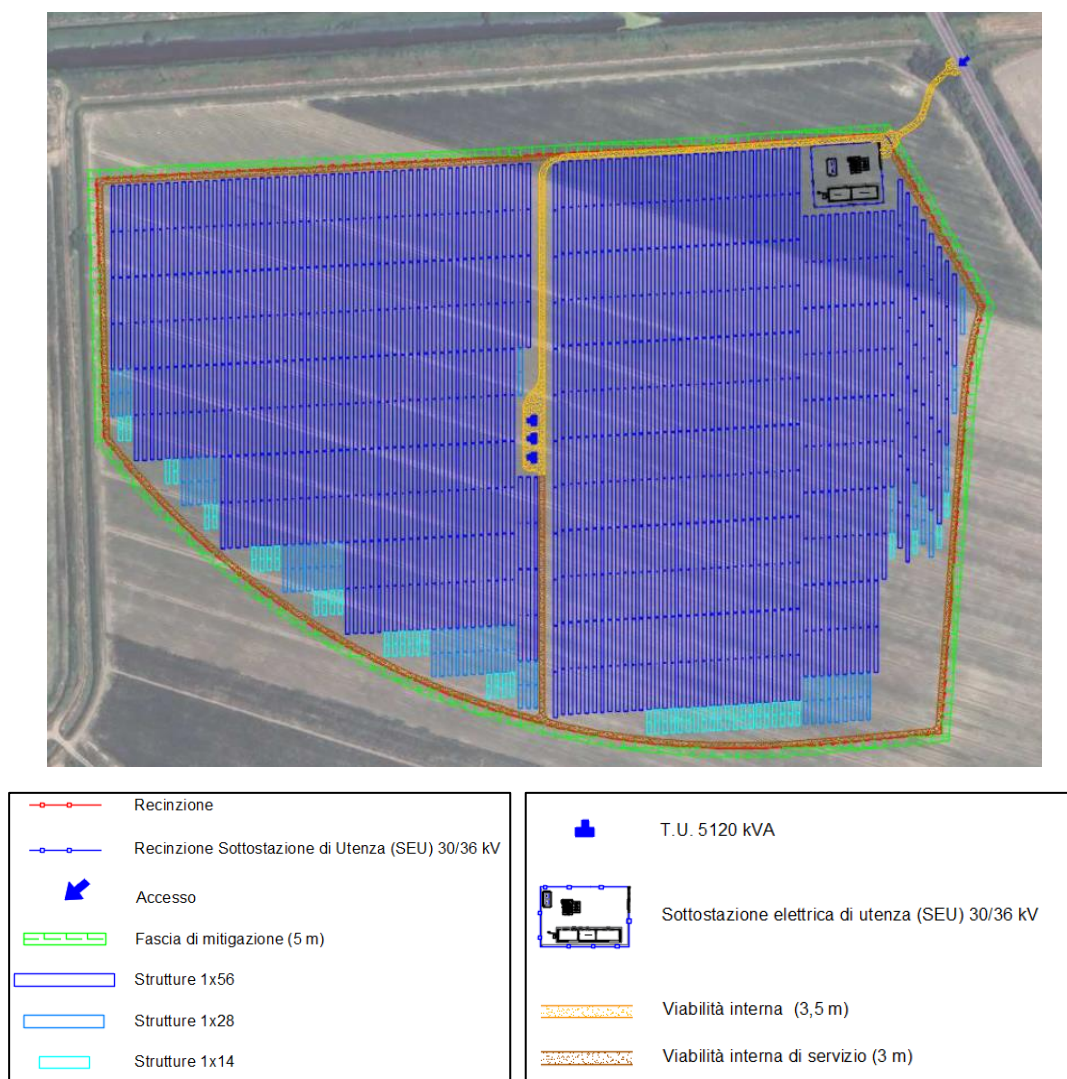 Recinzione
Recinzione Sottostazione di Utenza (SEU) 30/36 kV
Accesso
Fascia di mitigazione (5 m)
Strutture 1x56
Strutture 1x28
Strutture 1x14
T.U. 5120 kVA
Sottostazione elettrica di utenza (SEU) 30/36 kV
Viabilità interna (3,5 m)
Viabilità interna di servizio (3 m)